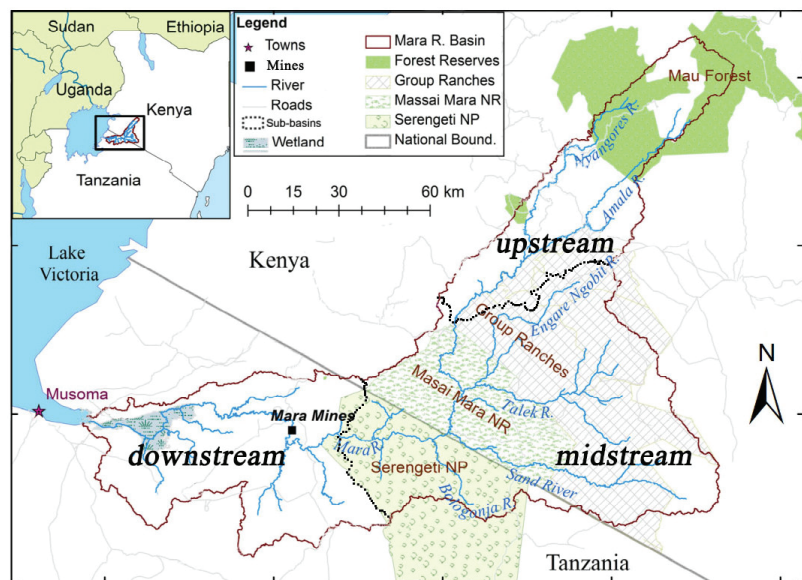 Sudan
Ethiopia
Uganda
Kenya
Tanzania
Legend
Towns
Mines
River
Roads
Sub-basins
Wetland
Mara R. Basin
Forest Reserves
Group Ranches
Massai Mara NR
Serengeti NP
National Bound.
0 15 30 60 km
Mau Forest
Nyangores R.
Amala R.
upstream
Lake
Victoria
Kenya
Engare Ngobil R.
Group Ranches
Masai Mara NR
Talek R.
N
Musoma
Mara Mines
Mara R.
downstream
Serengeti NP
midstream
Sand River
Bologonja R.
Tanzania